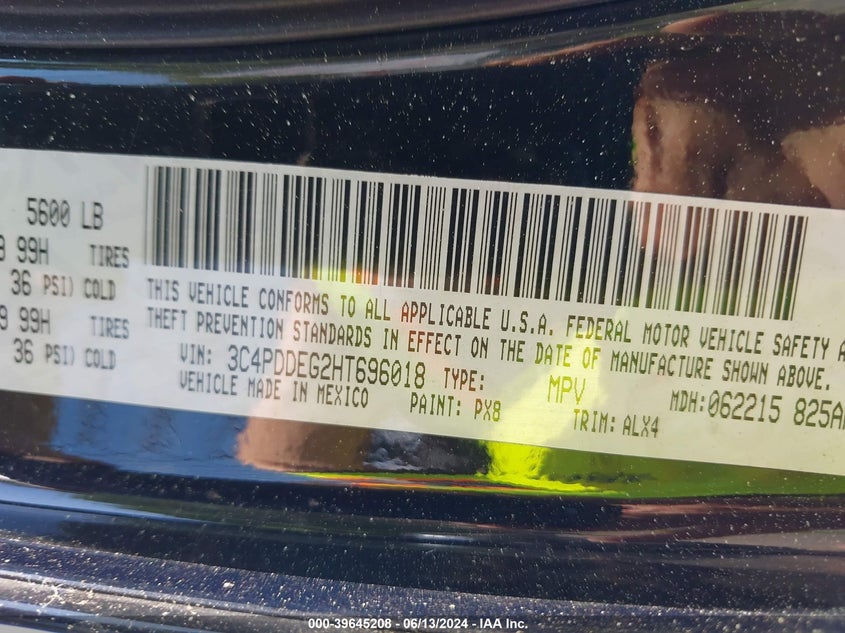 5600 LB
99H TIRES
36 PSI) COLD
99H TIRES
36 PSI) COLD
THIS VEHICLE CONFORMS TO ALL APPLICABLE U.S.A. FEDERAL MOTOR VEHICLE SAFETY A
THEFT PREVENTION STANDARDS IN EFFECT ON THE DATE OF MANUFACTURE SHOWN ABOVE.
VIN: 3C4PDDEG2HT696018 TYPE: MPV MDH:062215 825A
VEHICLE MADE IN MEXICO PAINT: PX8 TRIM: ALX4
000-39645208 - 06/13/2024 - IAA Inc.